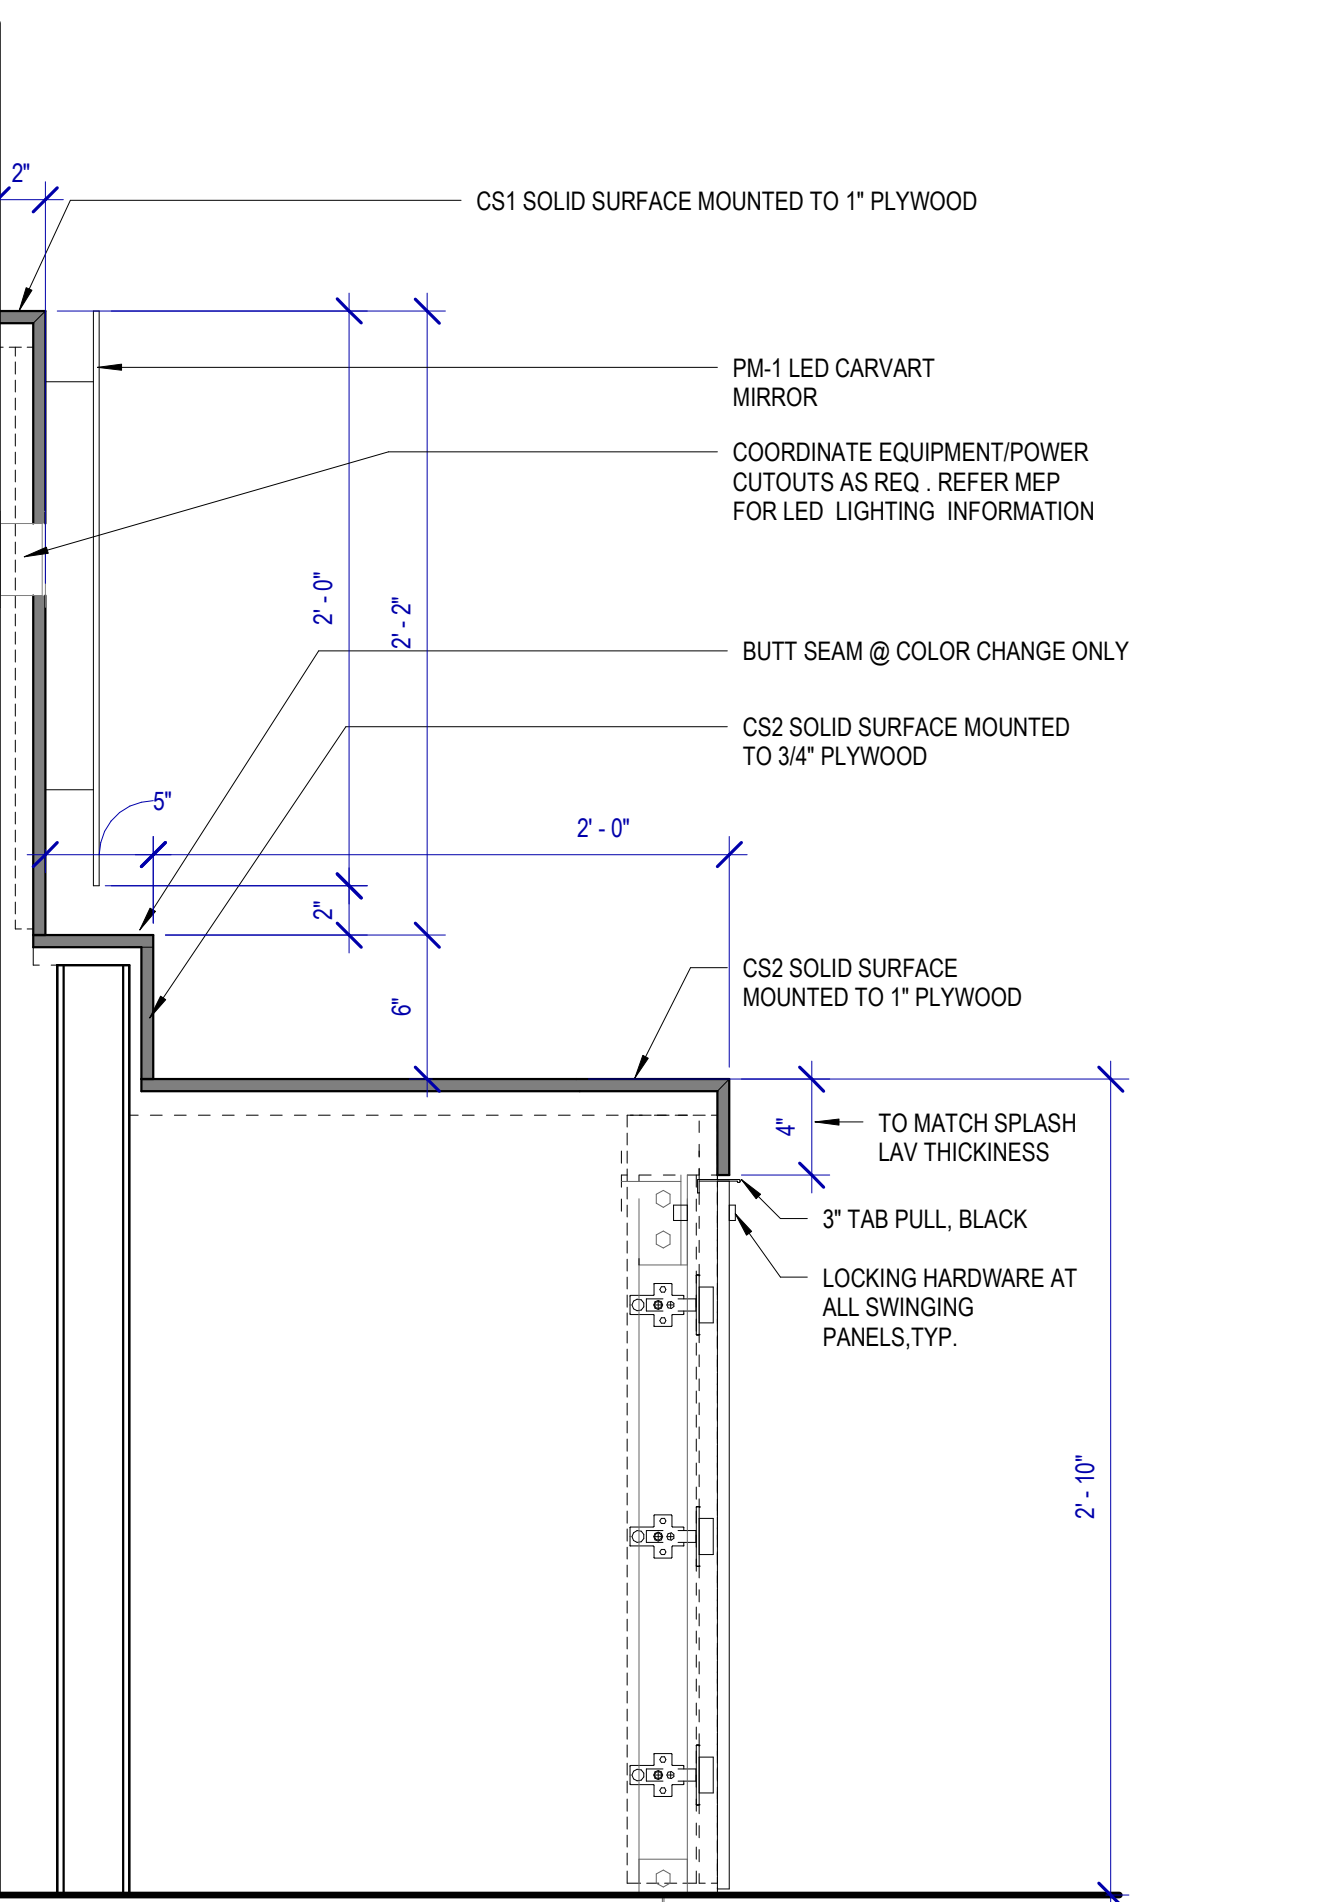 2"
CS1 SOLID SURFACE MOUNTED TO 1" PLYWOOD
PM-1 LED CARVART
MIRROR
COORDINATE EQUIPMENT/POWER
CUTOUTS AS REQ . REFER MEP
FOR LED LIGHTING INFORMATION
2' - 0"
2' - 2"
BUTT SEAM @ COLOR CHANGE ONLY
CS2 SOLID SURFACE MOUNTED
TO 3/4" PLYWOOD
5"
2' - 0"
2"
CS2 SOLID SURFACE
MOUNTED TO 1" PLYWOOD
6"
4"
TO MATCH SPLASH
LAV THICKINESS
3" TAB PULL, BLACK
LOCKING HARDWARE AT
ALL SWINGING
PANELS,TYP.
2' - 10"